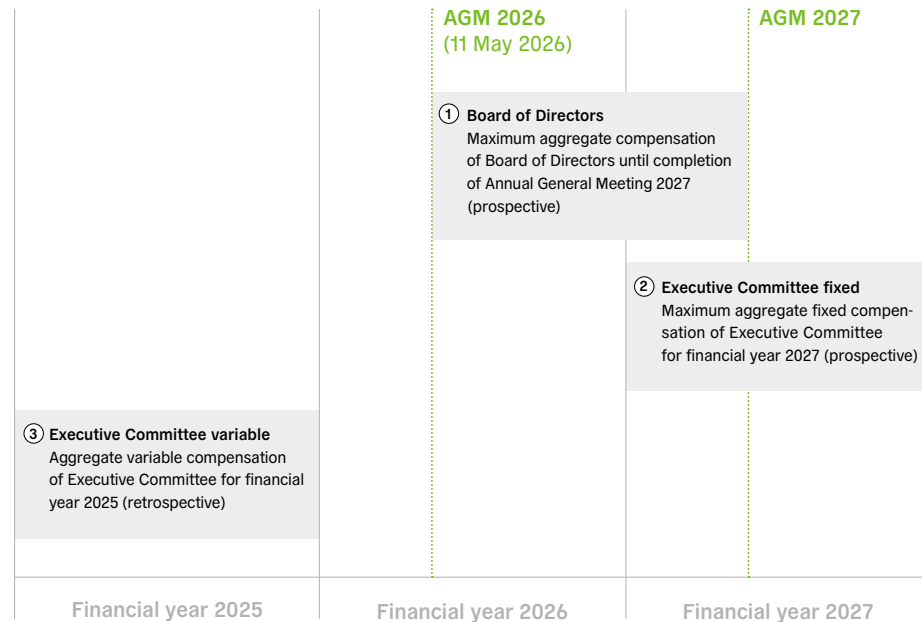 AGM 2026
(11 May 2026)
AGM 2027
1 Board of Directors
Maximum aggregate compensation
of Board of Directors until completion
of Annual General Meeting 2027
(prospective)
2 Executive Committee fixed
Maximum aggregate fixed compen-
sation of Executive Committee
for financial year 2027 (prospective)
3 Executive Committee variable
Aggregate variable compensation
of Executive Committee for financial
year 2025 (retrospective)
Financial year 2025
Financial year 2026
Financial year 2027